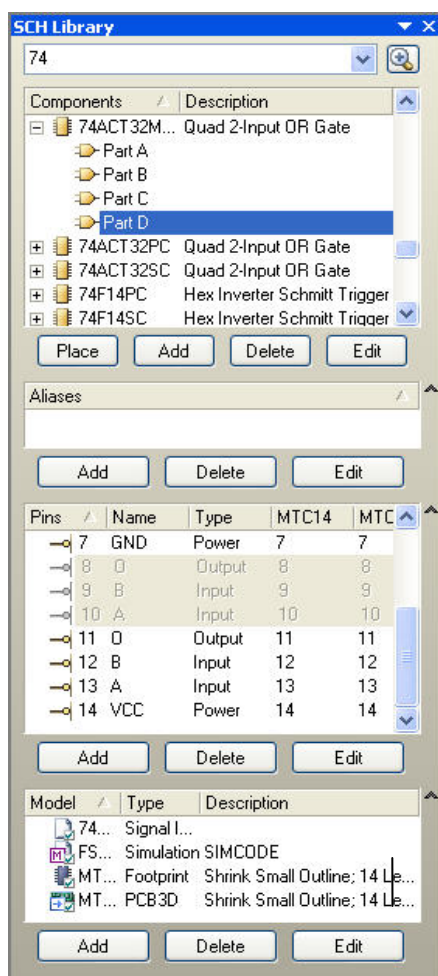 SCH Library
74
Components Description
74ACT32M... Quad 2-Input OR Gate
Part A
Part B
Part C
Part D
74ACT32PC Quad 2-Input OR Gate
74ACT32SC Quad 2-Input OR Gate
74F14PC Hex Inverter Schmitt Trigger
74F14SC Hex Inverter Schmitt Trigger
Place Add Delete Edit
Aliases
Add Delete Edit
Pins Name Type MTC14 MTC
7 GND Power 7 7
8 O Output 8 8
9 B Input 9 9
10 A Input 10 10
11 O Output 11 11
12 B Input 12 12
13 A Input 13 13
14 VCC Power 14 14
Add Delete Edit
Model Type Description
74... Signal I...
FS... Simulation SIMCODE
MT... Footprint Shrink Small Outline; 14 Le...
MT... PCB3D Shrink Small Outline; 14 Le...
Add Delete Edit